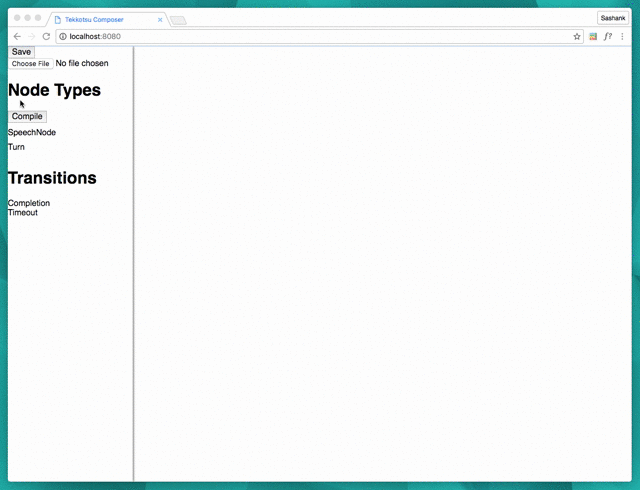 Tekkotsu Composer
Sashank
localhost:8080
f?
Save
Choose File No file chosen
Node Types
Compile
SpeechNode
Turn
Transitions
Completion
Timeout